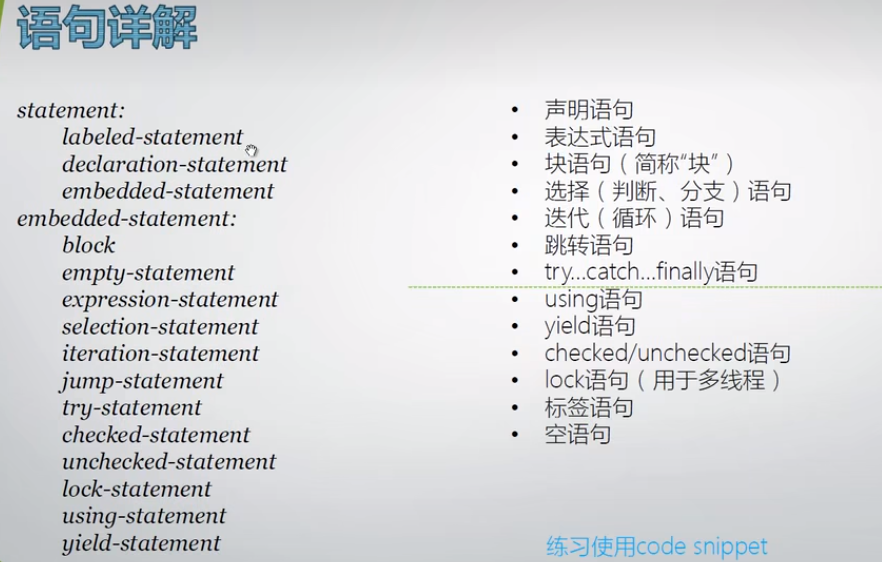 语句详解
statement:
labeled-statement
declaration-statement
embedded-statement
embedded-statement:
block
empty-statement
expression-statement
selection-statement
iteration-statement
jump-statement
try-statement
checked-statement
unchecked-statement
lock-statement
using-statement
yield-statement
• 声明语句
• 表达式语句
• 块语句（简称“块”）
• 选择（判断、分支）语句
• 迭代（循环）语句
• 跳转语句
• try...catch...finally语句
• using语句
• yield语句
• checked/unchecked语句
• lock语句（用于多线程）
• 标签语句
• 空语句
练习使用code snippet